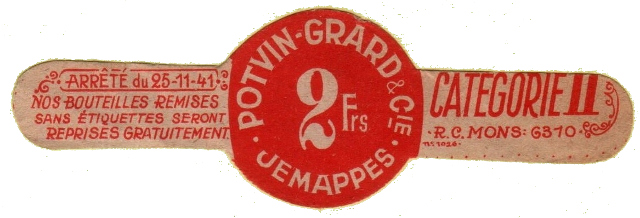 ARRÊTÉ du 25-11-41
NOS BOUTEILLES REMISES
SANS ÉTIQUETTES SERONT
REPRISES GRATUITEMENT
POTVIN-GRARD & Cie
2 Frs
JEMAPPES
CATEGORIE II
R.C. MONS: 6310